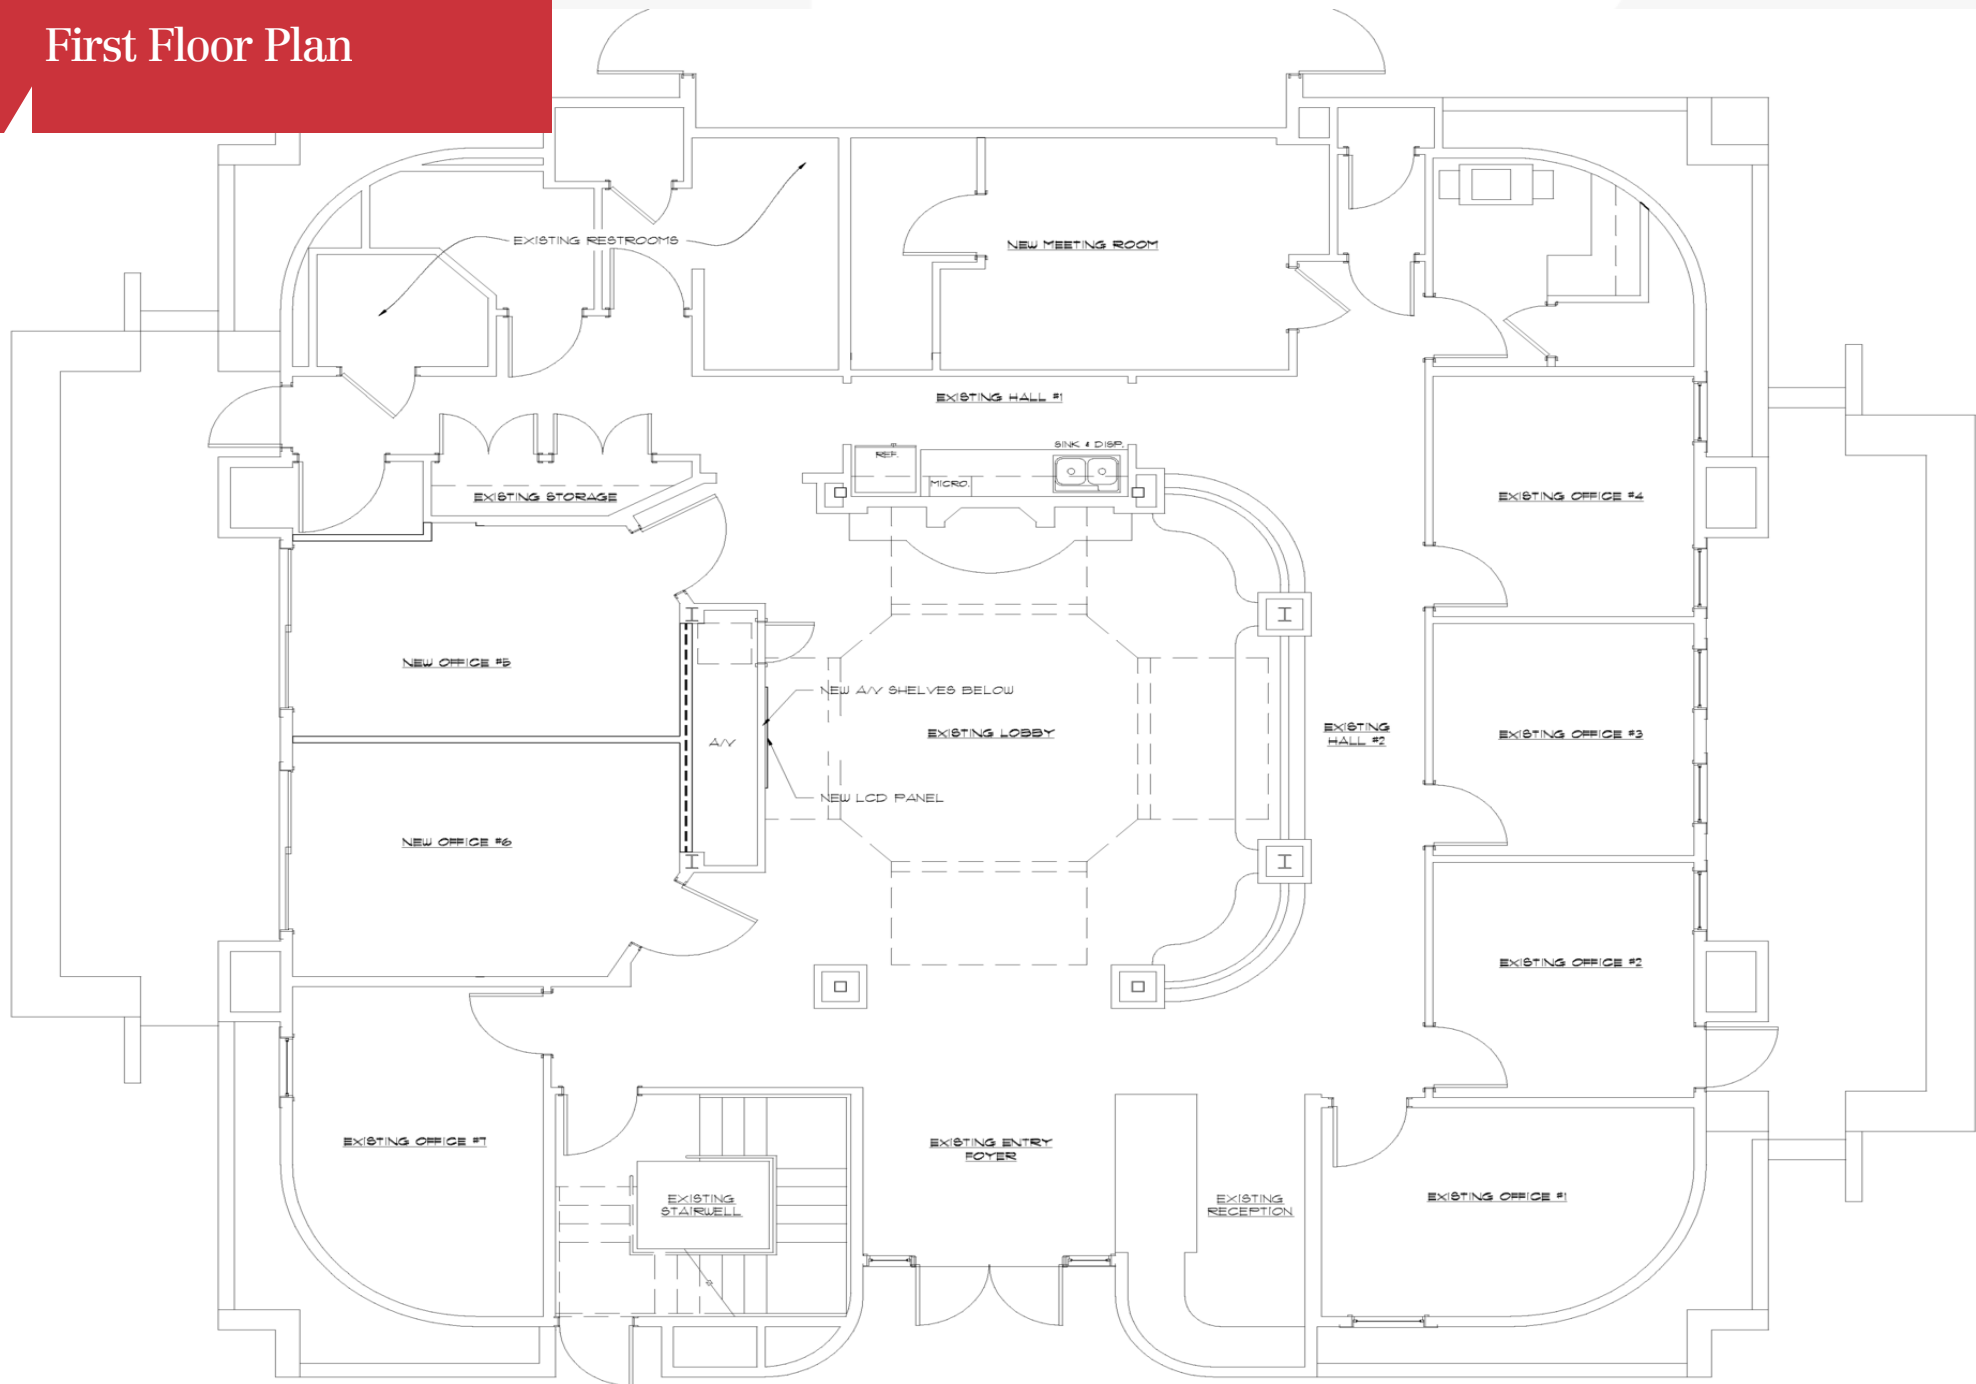 First Floor Plan
EXISTING RESTROOMS
NEW MEETING ROOM
EXISTING HALL #1
REF.
SINK & DISP.
MICRO.
EXISTING STORAGE
EXISTING OFFICE #4
NEW OFFICE #5
NEW A/V SHELVES BELOW
EXISTING LOBBY
EXISTING
HALL #2
EXISTING OFFICE #3
A/V
NEW LCD PANEL
NEW OFFICE #6
EXISTING OFFICE #2
EXISTING OFFICE #7
EXISTING ENTRY
FOYER
EXISTING
STAIRWELL
EXISTING
RECEPTION
EXISTING OFFICE #1